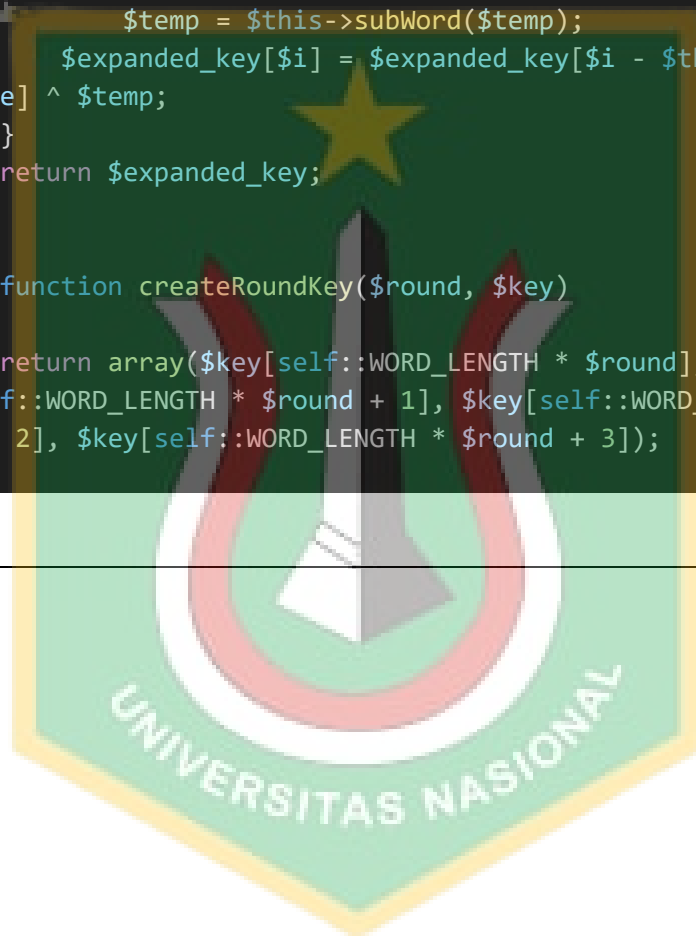 $temp = $this->subWord($temp);
$expanded_key[$i] = $expanded_key[$i -
e] ^ $temp;
}
return $expanded_key;
function createRoundKey($round, $key)
return array($key[self::WORD_LENGTH * $round]
f::WORD_LENGTH * $round + 1], $key[self::WORD_
2], $key[self::WORD_LENGTH * $round + 3]);
UNIVERSITAS NASIONAL